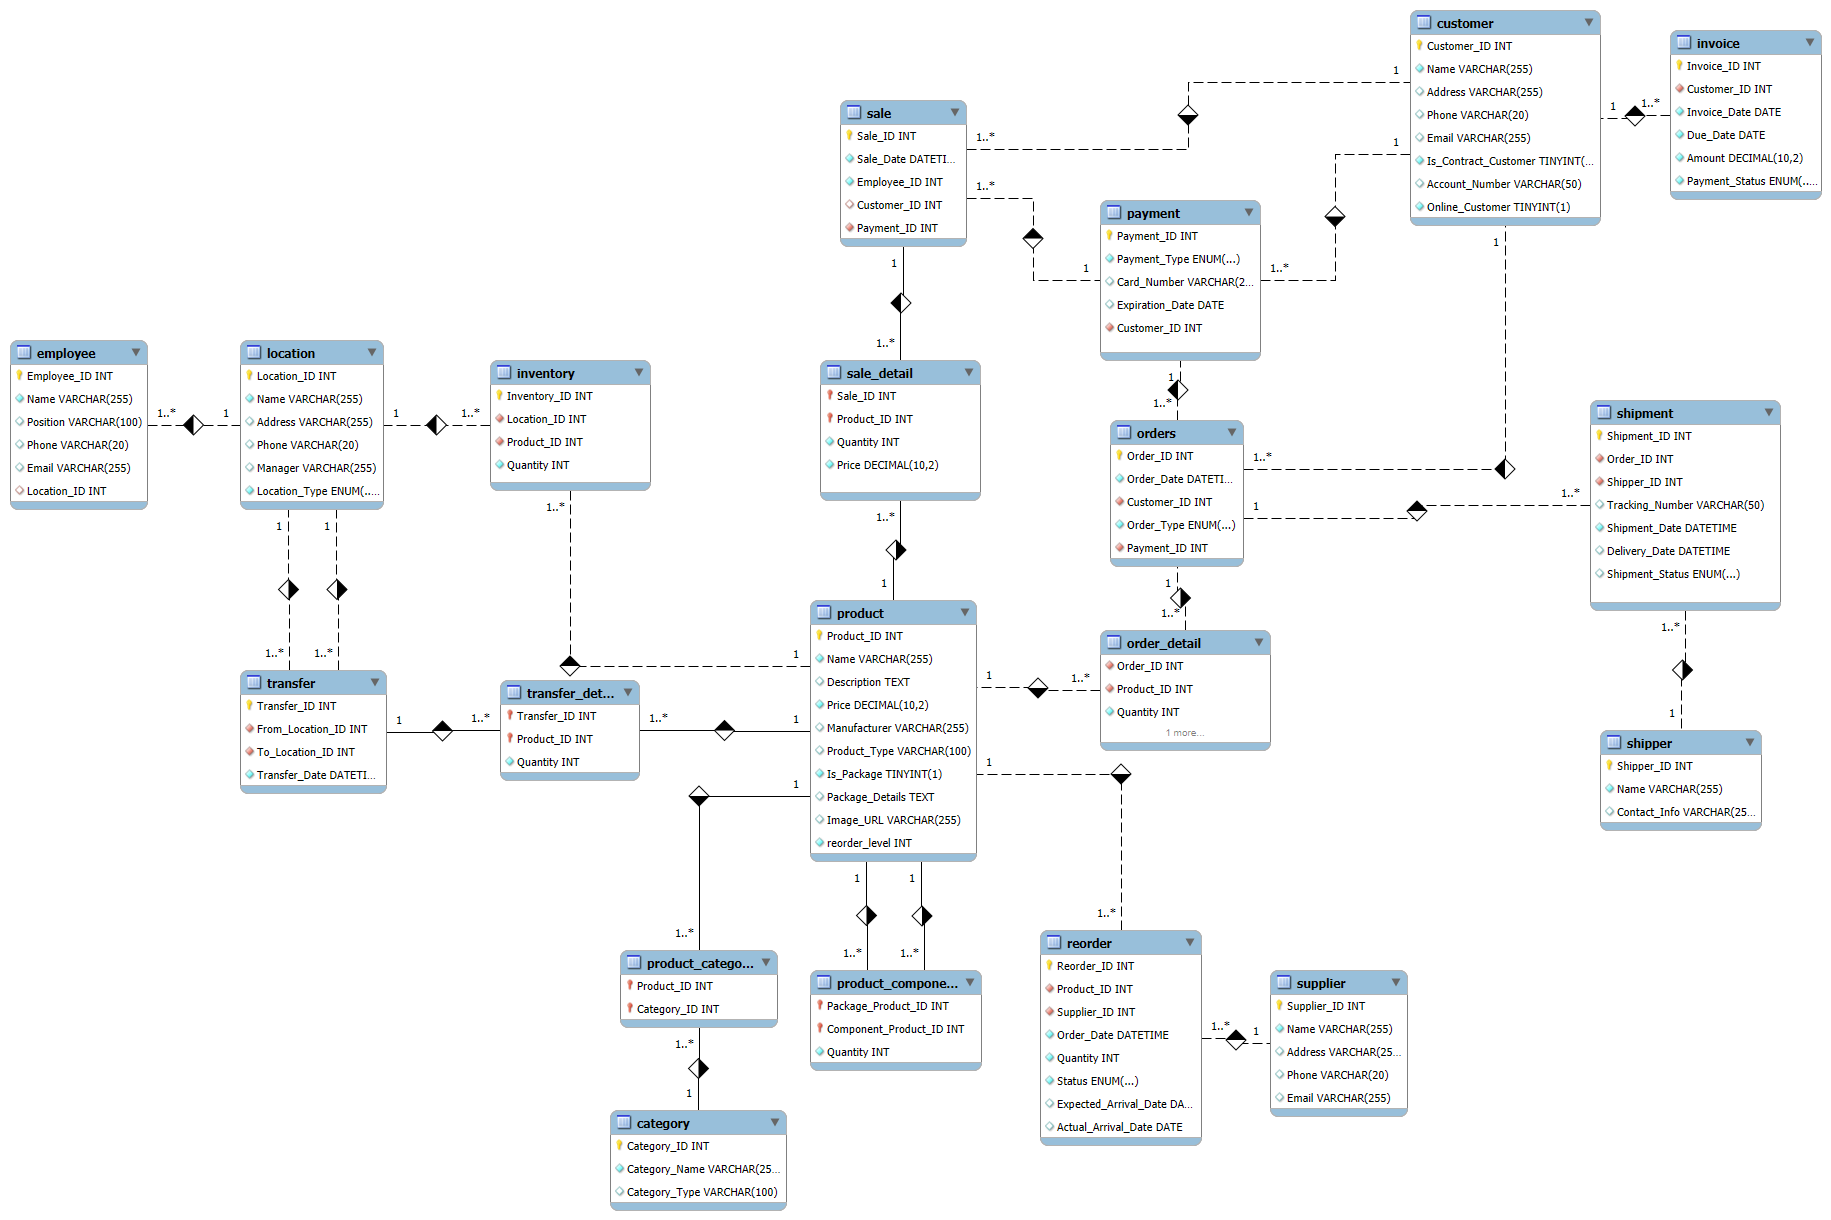 customer
Customer_ID INT
Name VARCHAR(255)
Address VARCHAR(255)
Phone VARCHAR(20)
Email VARCHAR(255)
Is_Contract_Customer TINYINT(...
Account_Number VARCHAR(50)
Online_Customer TINYINT(1)
invoice
Invoice_ID INT
Customer_ID INT
Invoice_Date DATE
Due_Date DATE
Amount DECIMAL(10,2)
Payment_Status ENUM(....
1
1..*
sale
Sale_ID INT
Sale_Date DATETI...
Employee_ID INT
Customer_ID INT
Payment_ID INT
1..*
1
1..*
1
payment
Payment_ID INT
Payment_Type ENUM(...)
Card_Number VARCHAR(2...
Expiration_Date DATE
Customer_ID INT
1..*
1
1
1
1..*
1
1..*
employee
Employee_ID INT
Name VARCHAR(255)
Position VARCHAR(100)
Phone VARCHAR(20)
Email VARCHAR(255)
Location_ID INT
1..*
1
location
Location_ID INT
Name VARCHAR(255)
Address VARCHAR(255)
Phone VARCHAR(20)
Manager VARCHAR(255)
Location_Type ENUM(.....
1
1..*
inventory
Inventory_ID INT
Location_ID INT
Product_ID INT
Quantity INT
1..*
1
sale_detail
Sale_ID INT
Product_ID INT
Quantity INT
Price DECIMAL(10,2)
1..*
1
orders
Order_ID INT
Order_Date DATETI...
Customer_ID INT
Order_Type ENUM(...)
Payment_ID INT
1..*
1
1..*
shipment
Shipment_ID INT
Order_ID INT
Shipper_ID INT
Tracking_Number VARCHAR(50)
Shipment_Date DATETIME
Delivery_Date DATETIME
Shipment_Status ENUM(...)
1..*
1
1
1
1..*
1..*
1
1..*
transfer
Transfer_ID INT
From_Location_ID INT
To_Location_ID INT
Transfer_Date DATETI...
1
1..*
transfer_det...
Transfer_ID INT
Product_ID INT
Quantity INT
1..*
1
product
Product_ID INT
Name VARCHAR(255)
Description TEXT
Price DECIMAL(10,2)
Manufacturer VARCHAR(255)
Product_Type VARCHAR(100)
Is_Package TINYINT(1)
Package_Details TEXT
Image_URL VARCHAR(255)
reorder_level INT
1
1..*
order_detail
Order_ID INT
Product_ID INT
Quantity INT
1 more...
shipper
Shipper_ID INT
Name VARCHAR(255)
Contact_Info VARCHAR(25...
1
1..*
1
1..*
product_catego...
Product_ID INT
Category_ID INT
1..*
1
category
Category_ID INT
Category_Name VARCHAR(25...
Category_Type VARCHAR(100)
1
1
1..*
1..*
product_compone...
Package_Product_ID INT
Component_Product_ID INT
Quantity INT
reorder
Reorder_ID INT
Product_ID INT
Supplier_ID INT
Order_Date DATETIME
Quantity INT
Status ENUM(...)
Expected_Arrival_Date DA...
Actual_Arrival_Date DATE
1..*
1
supplier
Supplier_ID INT
Name VARCHAR(255)
Address VARCHAR(25...
Phone VARCHAR(20)
Email VARCHAR(255)